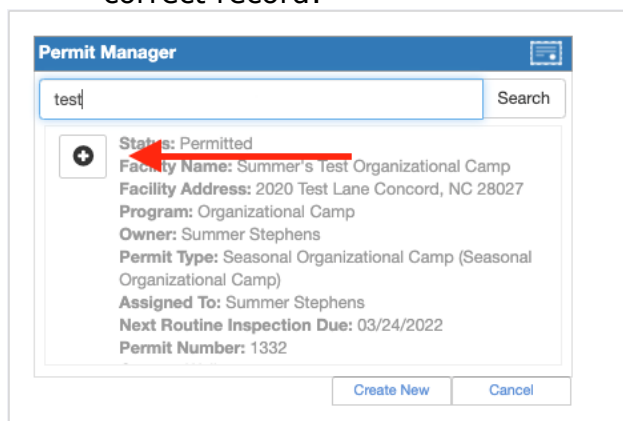 correct record.
Permit Manager
test
Search
Status: Permitted
Facility Name: Summer's Test Organizational Camp
Facility Address: 2020 Test Lane Concord, NC 28027
Program: Organizational Camp
Owner: Summer Stephens
Permit Type: Seasonal Organizational Camp (Seasonal
Organizational Camp)
Assigned To: Summer Stephens
Next Routine Inspection Due: 03/24/2022
Permit Number: 1332
Create New
Cancel